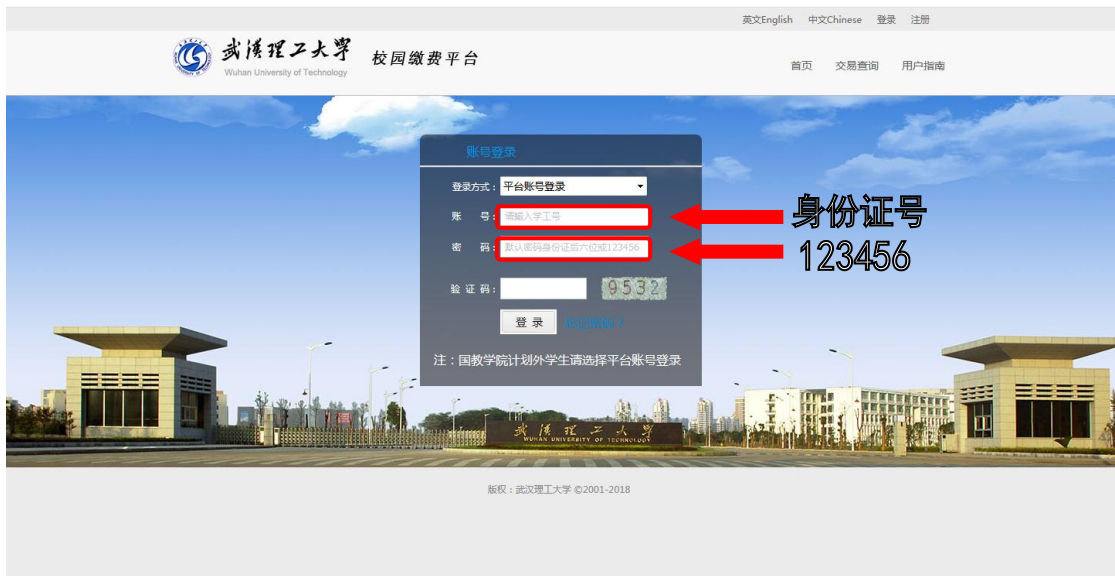 英文English 中文Chinese 登录 注册
武汉理工大学 校园缴费平台
Wuhan University of Technology
首页 交易查询 用户指南
账号登录
登录方式： 平台账号登录
账 号： 请输入学工号
身份证号
密 码： 默认密码身份证后六位或123456
123456
验 证 码： 9532
登 录 忘记密码？
注：国教学院计划外学生请选择平台账号登录
武汉理工大学
WUHAN UNIVERSITY OF TECHNOLOGY
版权：武汉理工大学 ©2001-2018